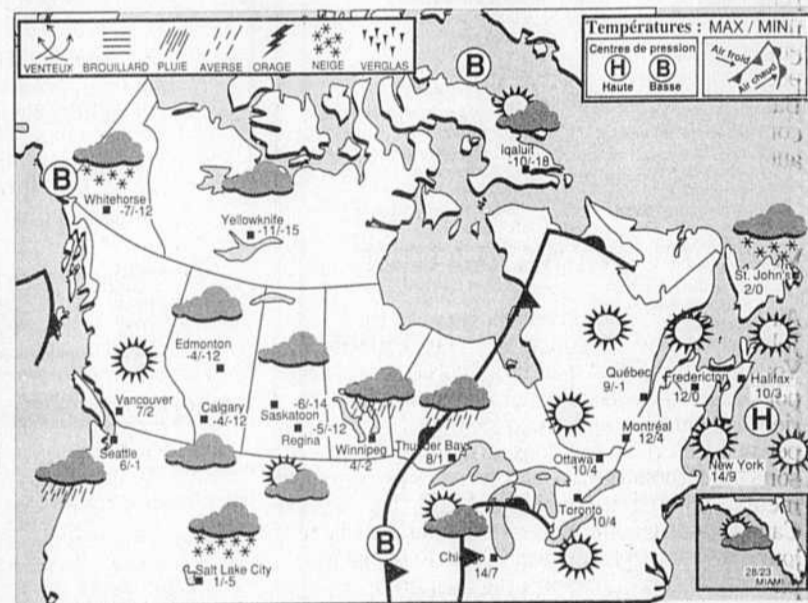 VENTEUX BROUILLARD PLUIE AVERSE ORAGE NEIGE VERGLAS
Températures : MAX / MIN.
Centres de pression
H B
Haute Basse
Air froid
Air chaud
B
B
Iqaluit
-10/-18
Whitehorse
-7/-12
Yellowknife
-11/-15
St. John's
2/0
Edmonton
-4/-12
Québec
9/-1
Fredericton
12/0
Halifax
10/3
Vancouver
7/2
Calgary
-4/-12
-6/-14
Saskatoon
-5/-12
Regina
Winnipeg
4/-2
Thunder Bays
8/1
Montréal
12/4
H
Seattle
6/-1
Ottawa
10/4
New York
14/9
Toronto
10/4
B
Chicago
14/7
Salt Lake City
1/-5
28/23
MIAMI